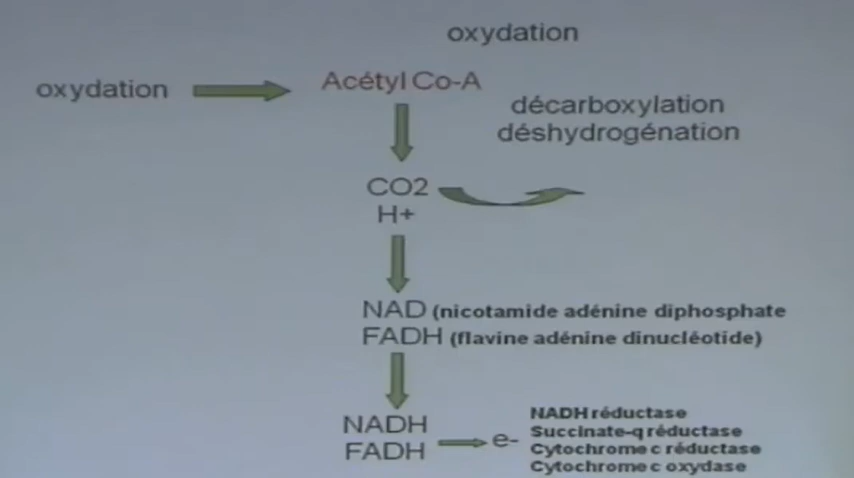 oxydation
oxydation
Acétyl Co-A
décarboxylation
déshydrogénation
CO2
H+
NAD (nicotamide adénine diphosphate
FADH (flavine adénine dinucléotide)
NADH
FADH
e-
NADH réductase
Succinate-q réductase
Cytochrome c réductase
Cytochrome c oxydase